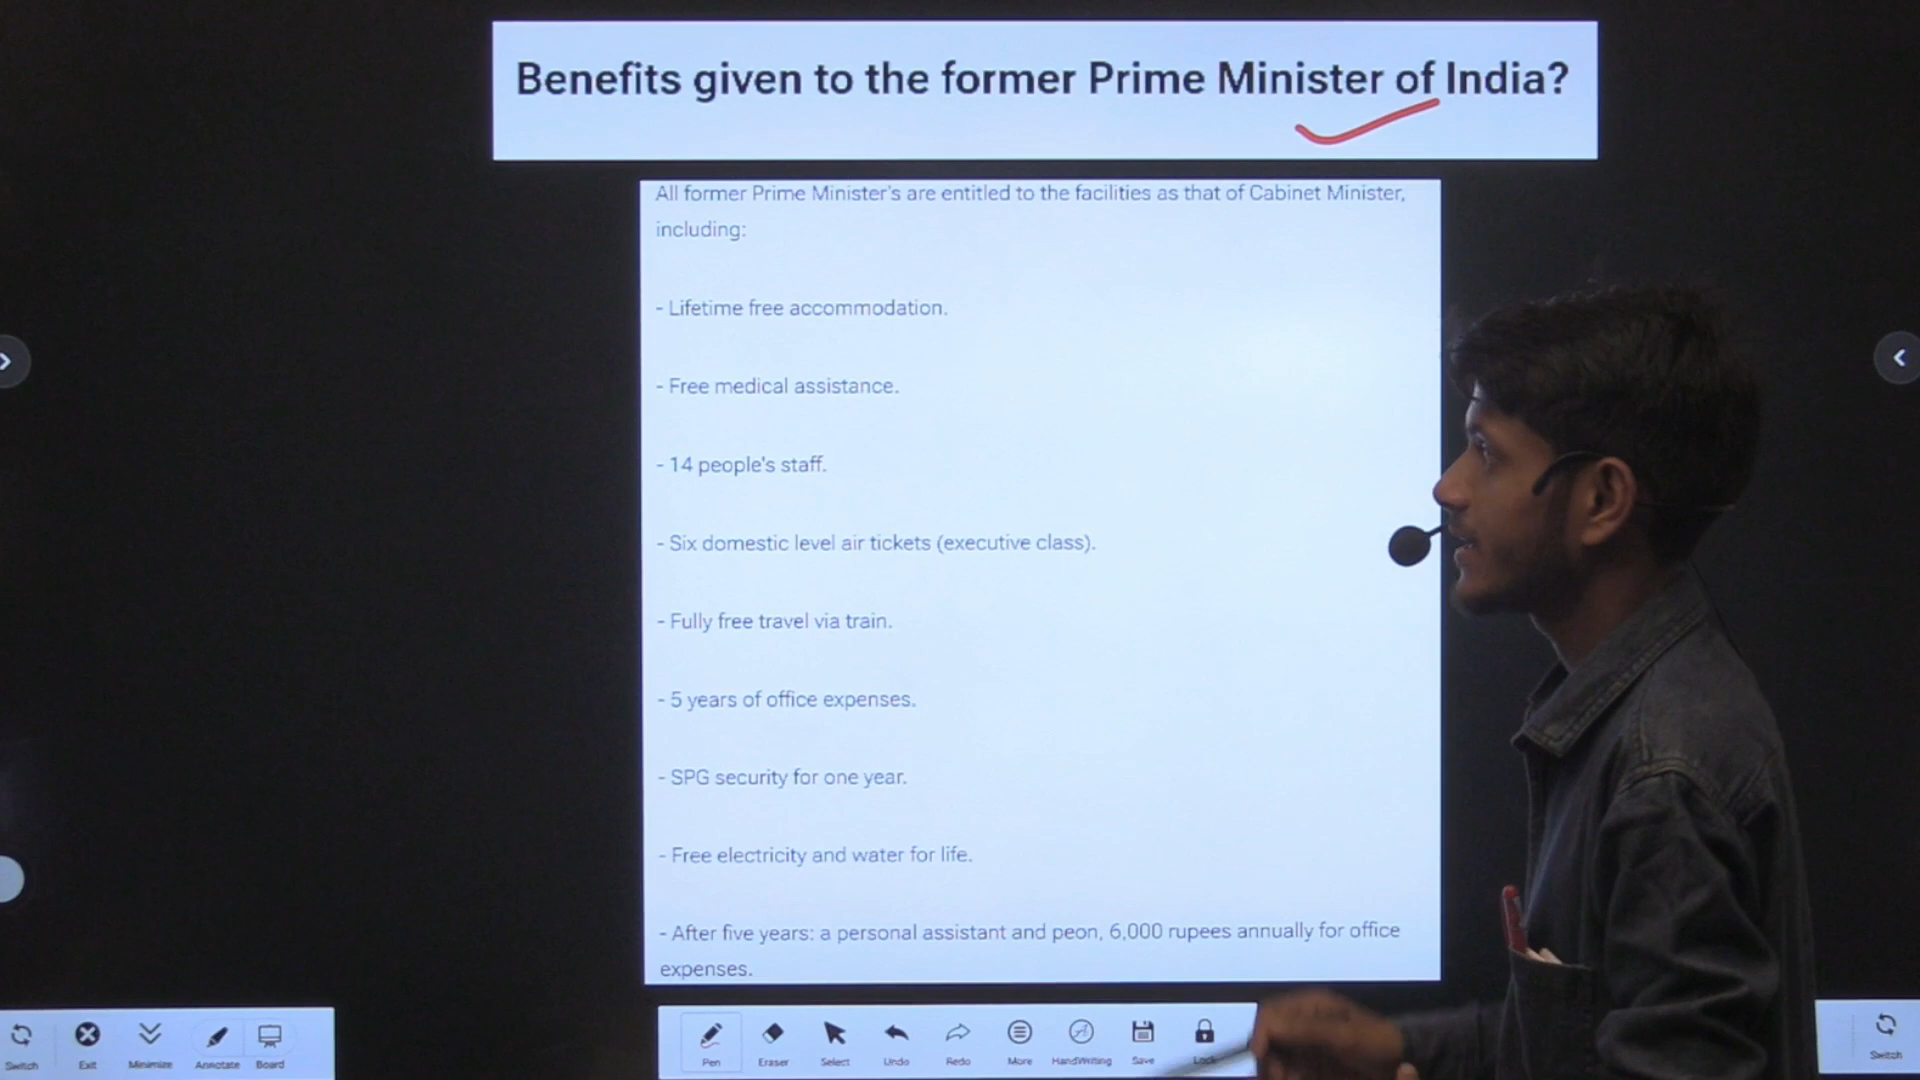 Benefits given to the former Prime Minister of India?
All former Prime Minister's are entitled to the facilities as that of Cabinet Minister,
including:
- Lifetime free accommodation.
- Free medical assistance.
- 14 people's staff.
- Six domestic level air tickets (executive class).
- Fully free travel via train.
- 5 years of office expenses.
- SPG security for one year.
- Free electricity and water for life.
- After five years: a personal assistant and peon, 6,000 rupees annually for office
expenses.
Switch Exit Minimize Annotate Board
Pen Eraser Select Undo Redo More HandWriting Save Lock
Switch